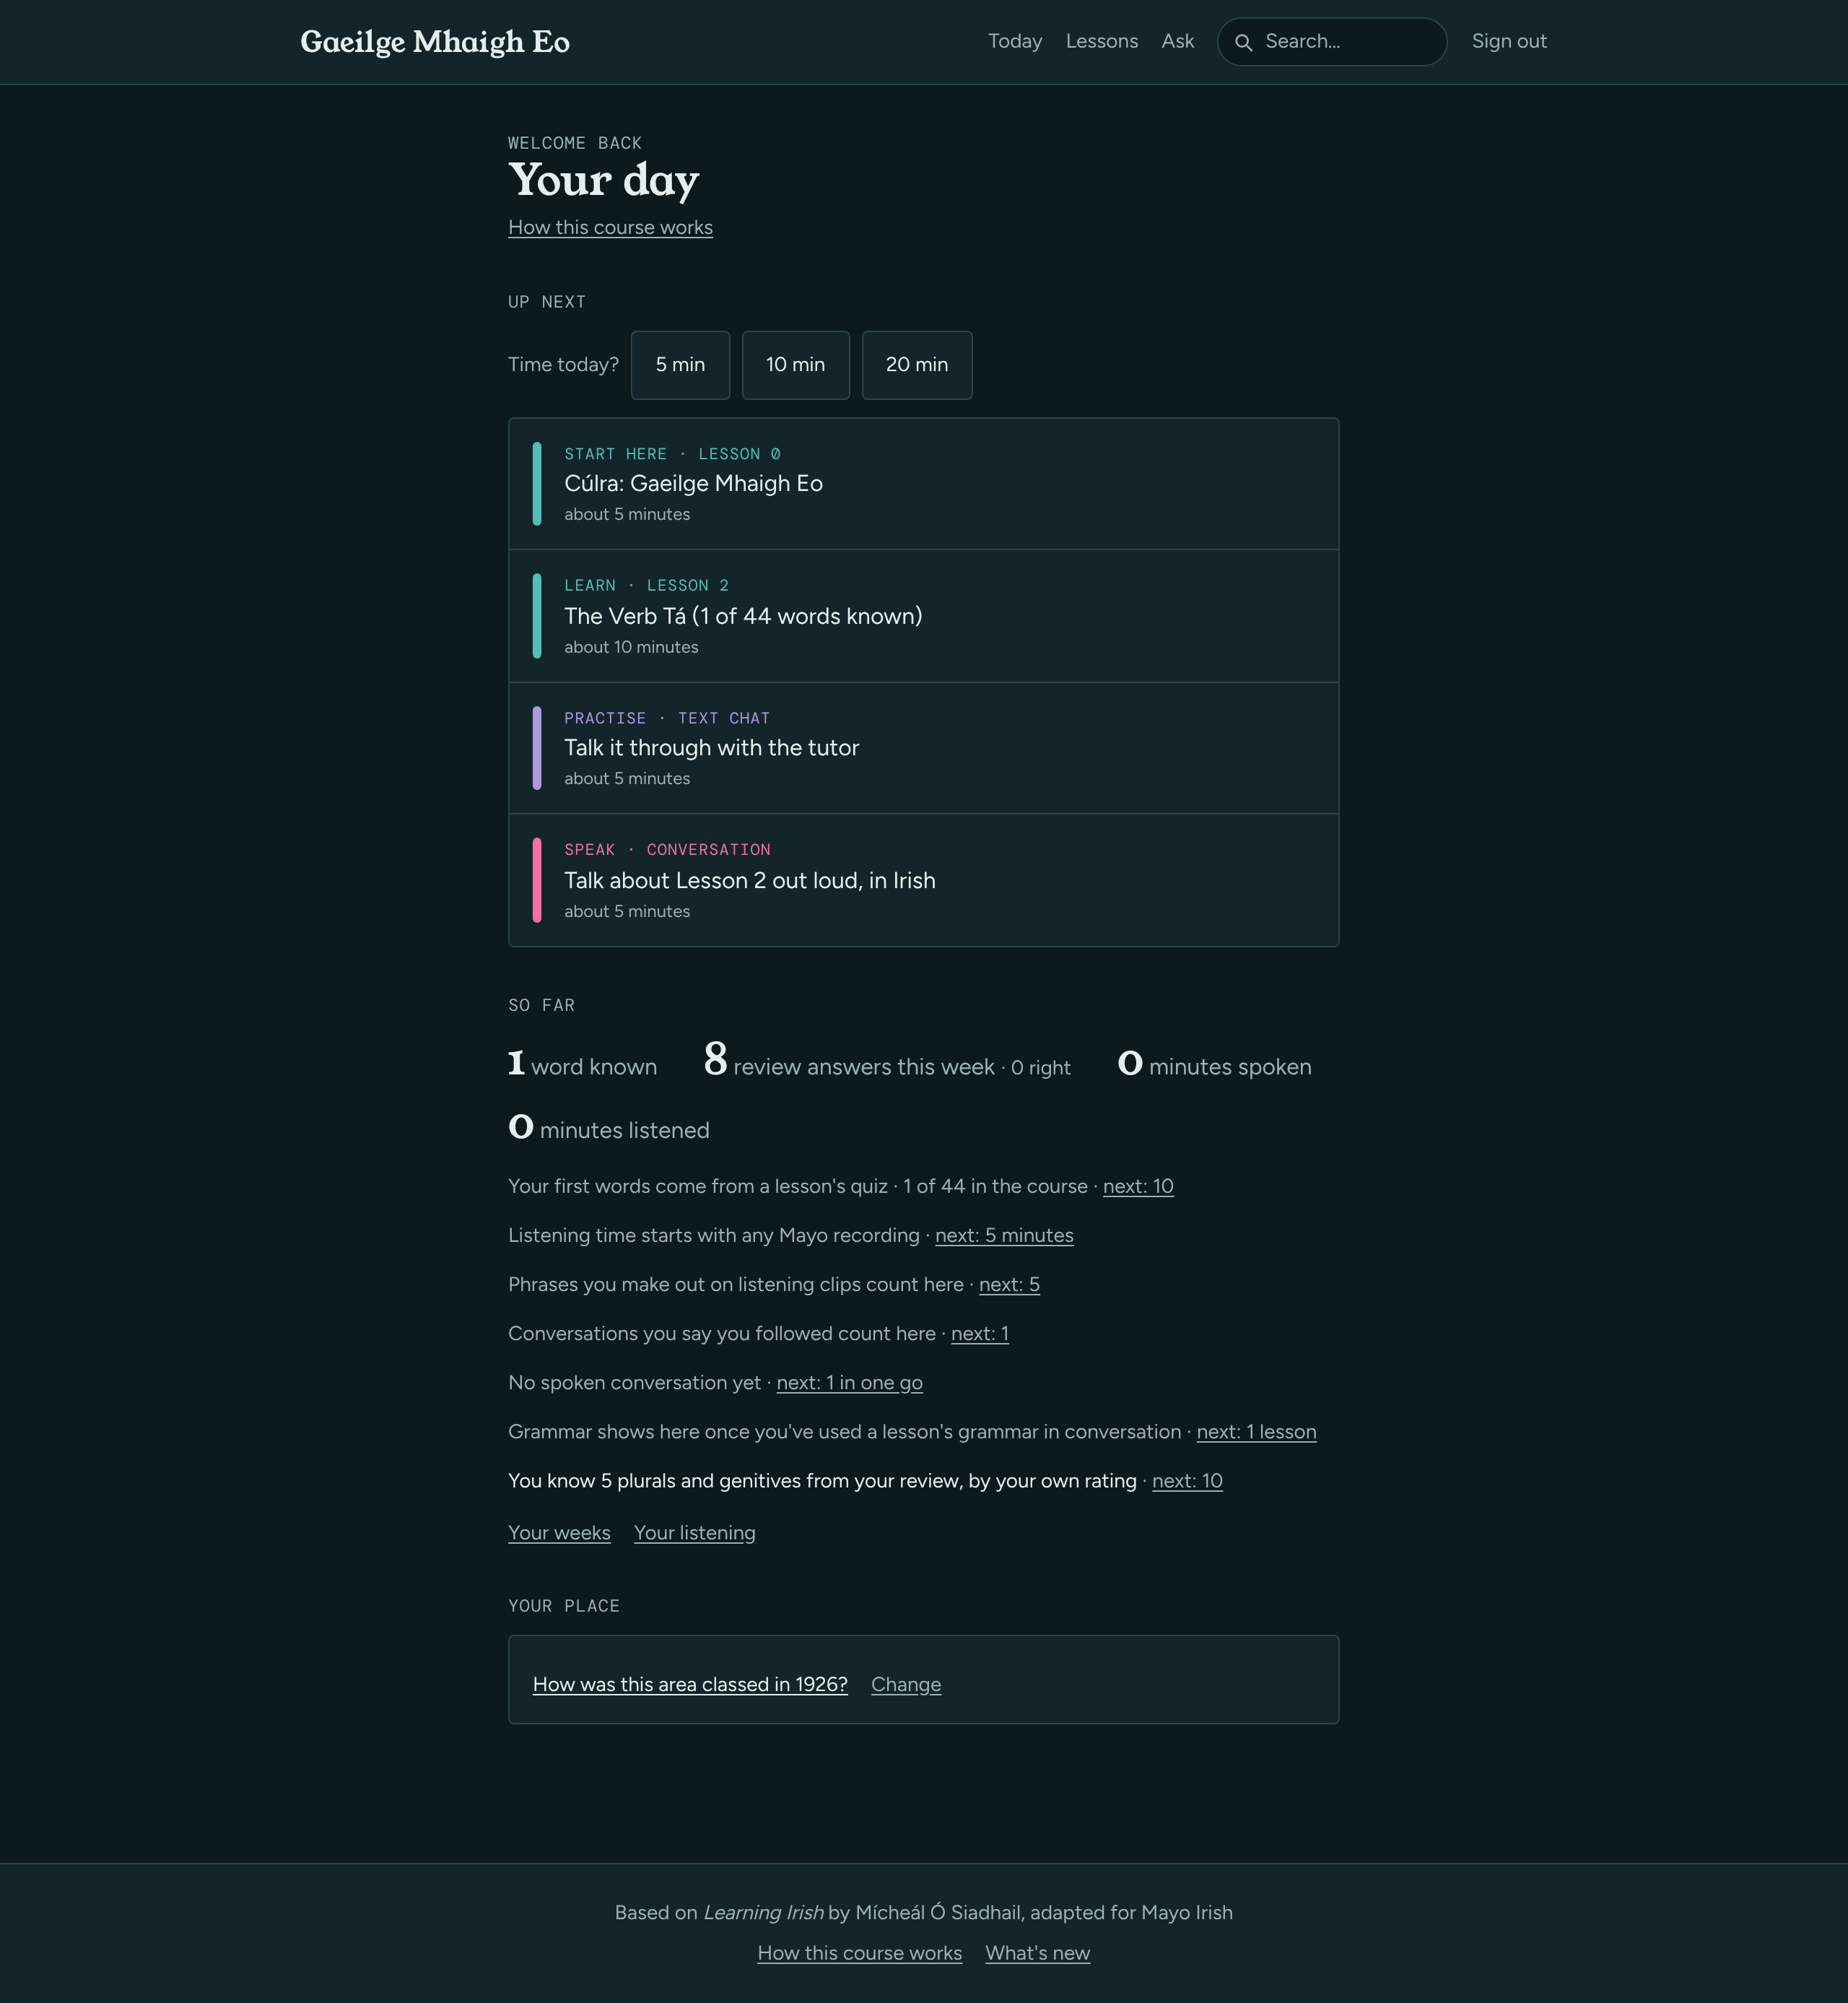 Gaeilge Mhaigh Eo
Today Lessons Ask Search... Sign out
WELCOME BACK
Your day
How this course works
UP NEXT
Time today? 5 min 10 min 20 min
START HERE · LESSON 0
Cúlra: Gaeilge Mhaigh Eo
about 5 minutes
LEARN · LESSON 2
The Verb Tá (1 of 44 words known)
about 10 minutes
PRACTISE · TEXT CHAT
Talk it through with the tutor
about 5 minutes
SPEAK · CONVERSATION
Talk about Lesson 2 out loud, in Irish
about 5 minutes
SO FAR
1 word known 8 review answers this week · 0 right 0 minutes spoken
0 minutes listened
Your first words come from a lesson's quiz · 1 of 44 in the course · next: 10
Listening time starts with any Mayo recording · next: 5 minutes
Phrases you make out on listening clips count here · next: 5
Conversations you say you followed count here · next: 1
No spoken conversation yet · next: 1 in one go
Grammar shows here once you've used a lesson's grammar in conversation · next: 1 lesson
You know 5 plurals and genitives from your review, by your own rating · next: 10
Your weeks Your listening
YOUR PLACE
How was this area classed in 1926? Change
Based on Learning Irish by Mícheál Ó Siadhail, adapted for Mayo Irish
How this course works What's new